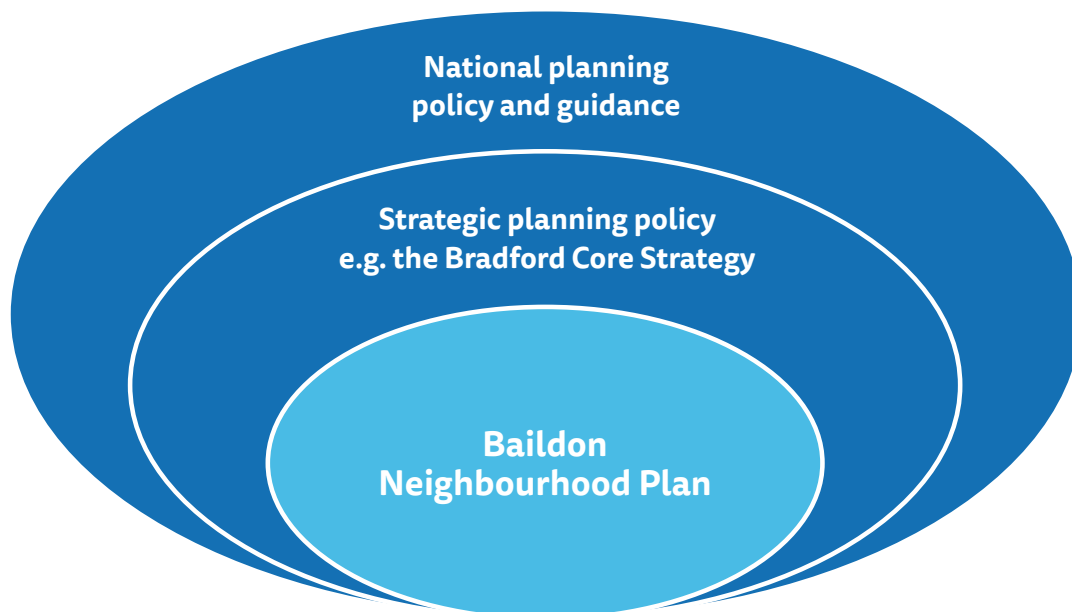 National planning
policy and guidance
Strategic planning policy
e.g. the Bradford Core Strategy
Baildon
Neighbourhood Plan